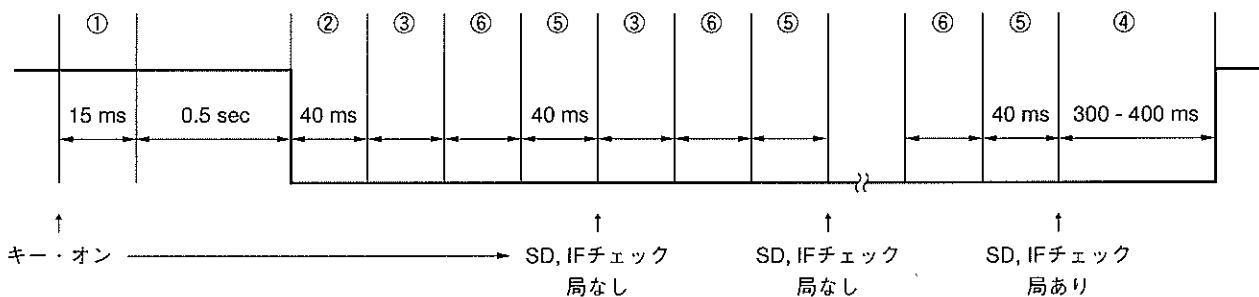 ① ② ③ ⑥ ⑤ ③ ⑥ ⑤ ⑥ ⑤ ④
15 ms 0.5 sec 40 ms 40 ms 40 ms 300 - 400 ms
キー・オン SD, IFチェック SD, IFチェック SD, IFチェック
局なし 局なし 局あり